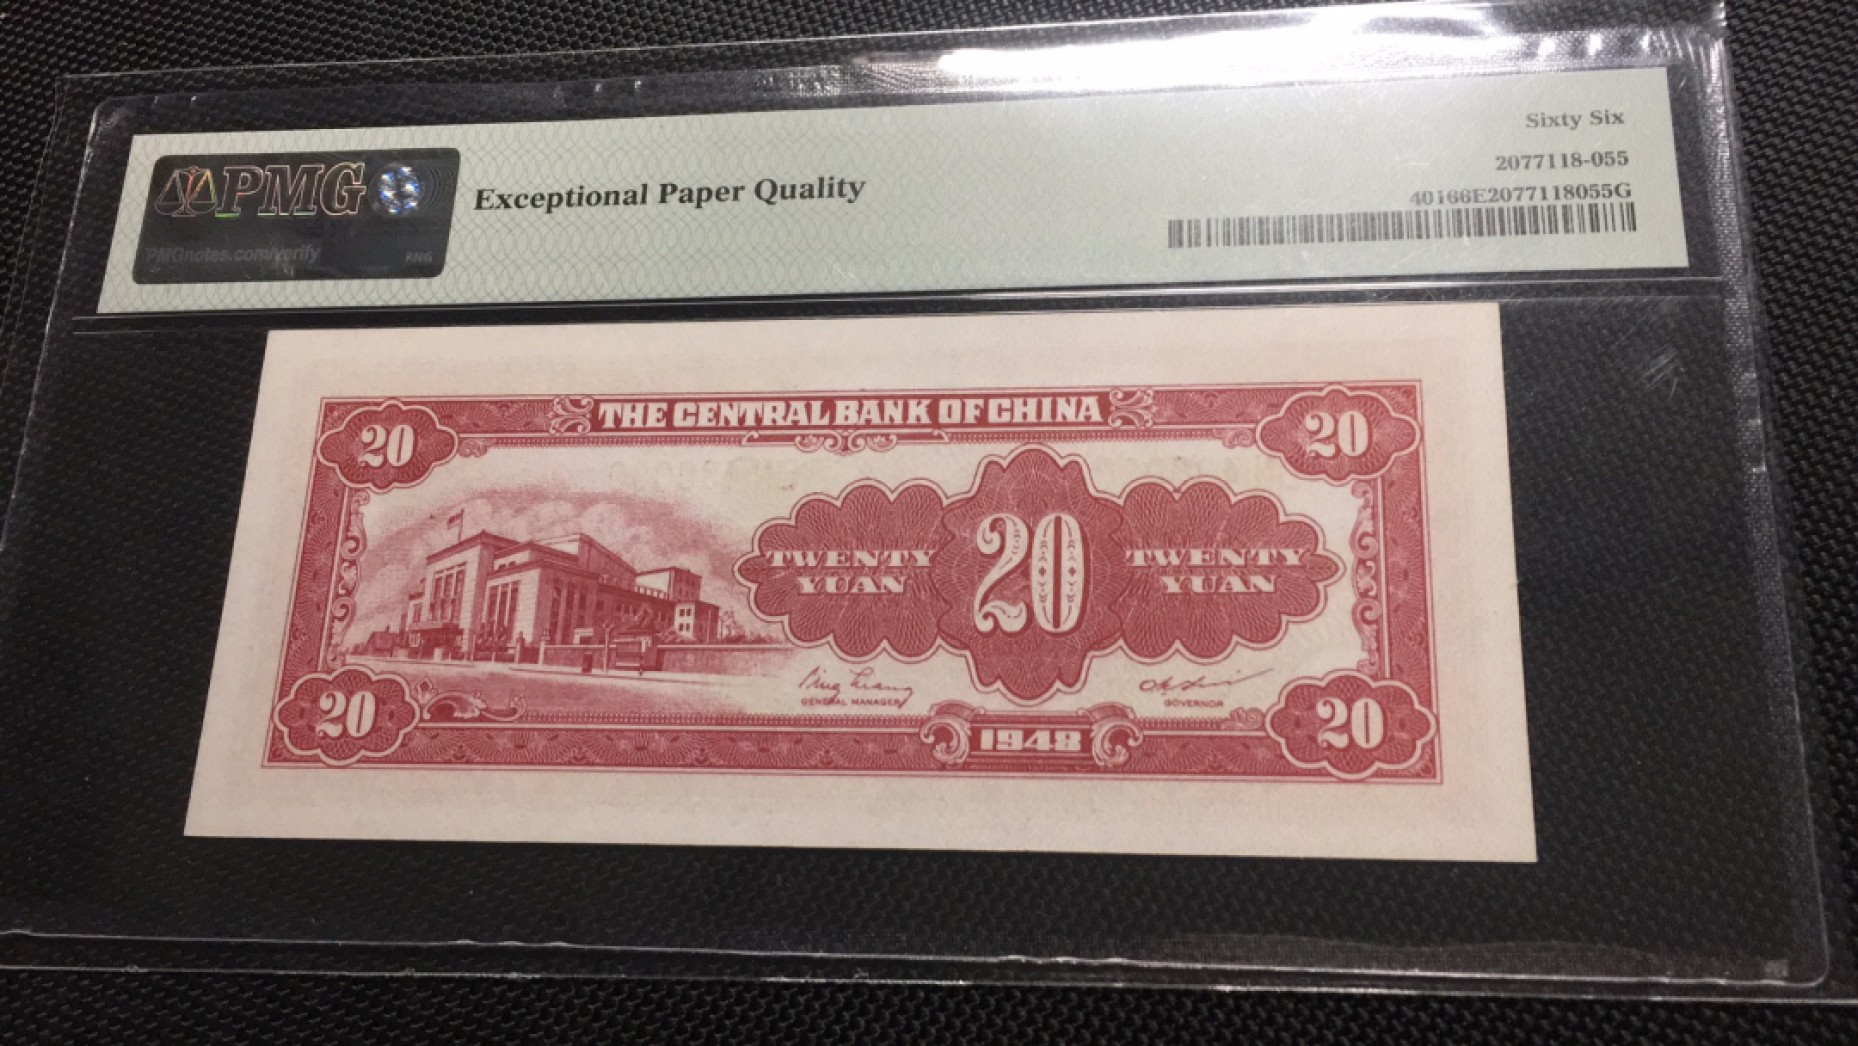 PMG
PMGnotes.com/verify
Exceptional Paper Quality
Sixty Six
2077118-055
40166E2077118055G
THE CENTRAL BANK OF CHINA
20
20
TWENTY
YUAN
20
TWENTY
YUAN
GENERAL MANAGER
GOVERNOR
20
1948
20